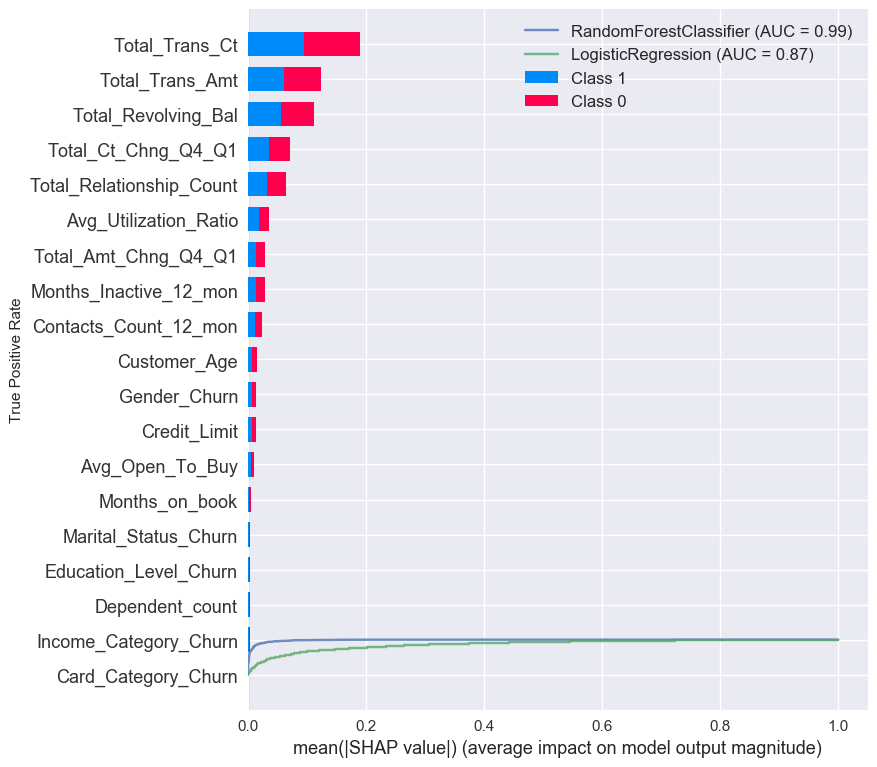 RandomForestClassifier (AUC = 0.99)
LogisticRegression (AUC = 0.87)
Class 1
Class 0
True Positive Rate
Total_Trans_Ct
Total_Trans_Amt
Total_Revolving_Bal
Total_Ct_Chng_Q4_Q1
Total_Relationship_Count
Avg_Utilization_Ratio
Total_Amt_Chng_Q4_Q1
Months_Inactive_12_mon
Contacts_Count_12_mon
Customer_Age
Gender_Churn
Credit_Limit
Avg_Open_To_Buy
Months_on_book
Marital_Status_Churn
Education_Level_Churn
Dependent_count
Income_Category_Churn
Card_Category_Churn
0.0 0.2 0.4 0.6 0.8 1.0
mean(|SHAP value|) (average impact on model output magnitude)